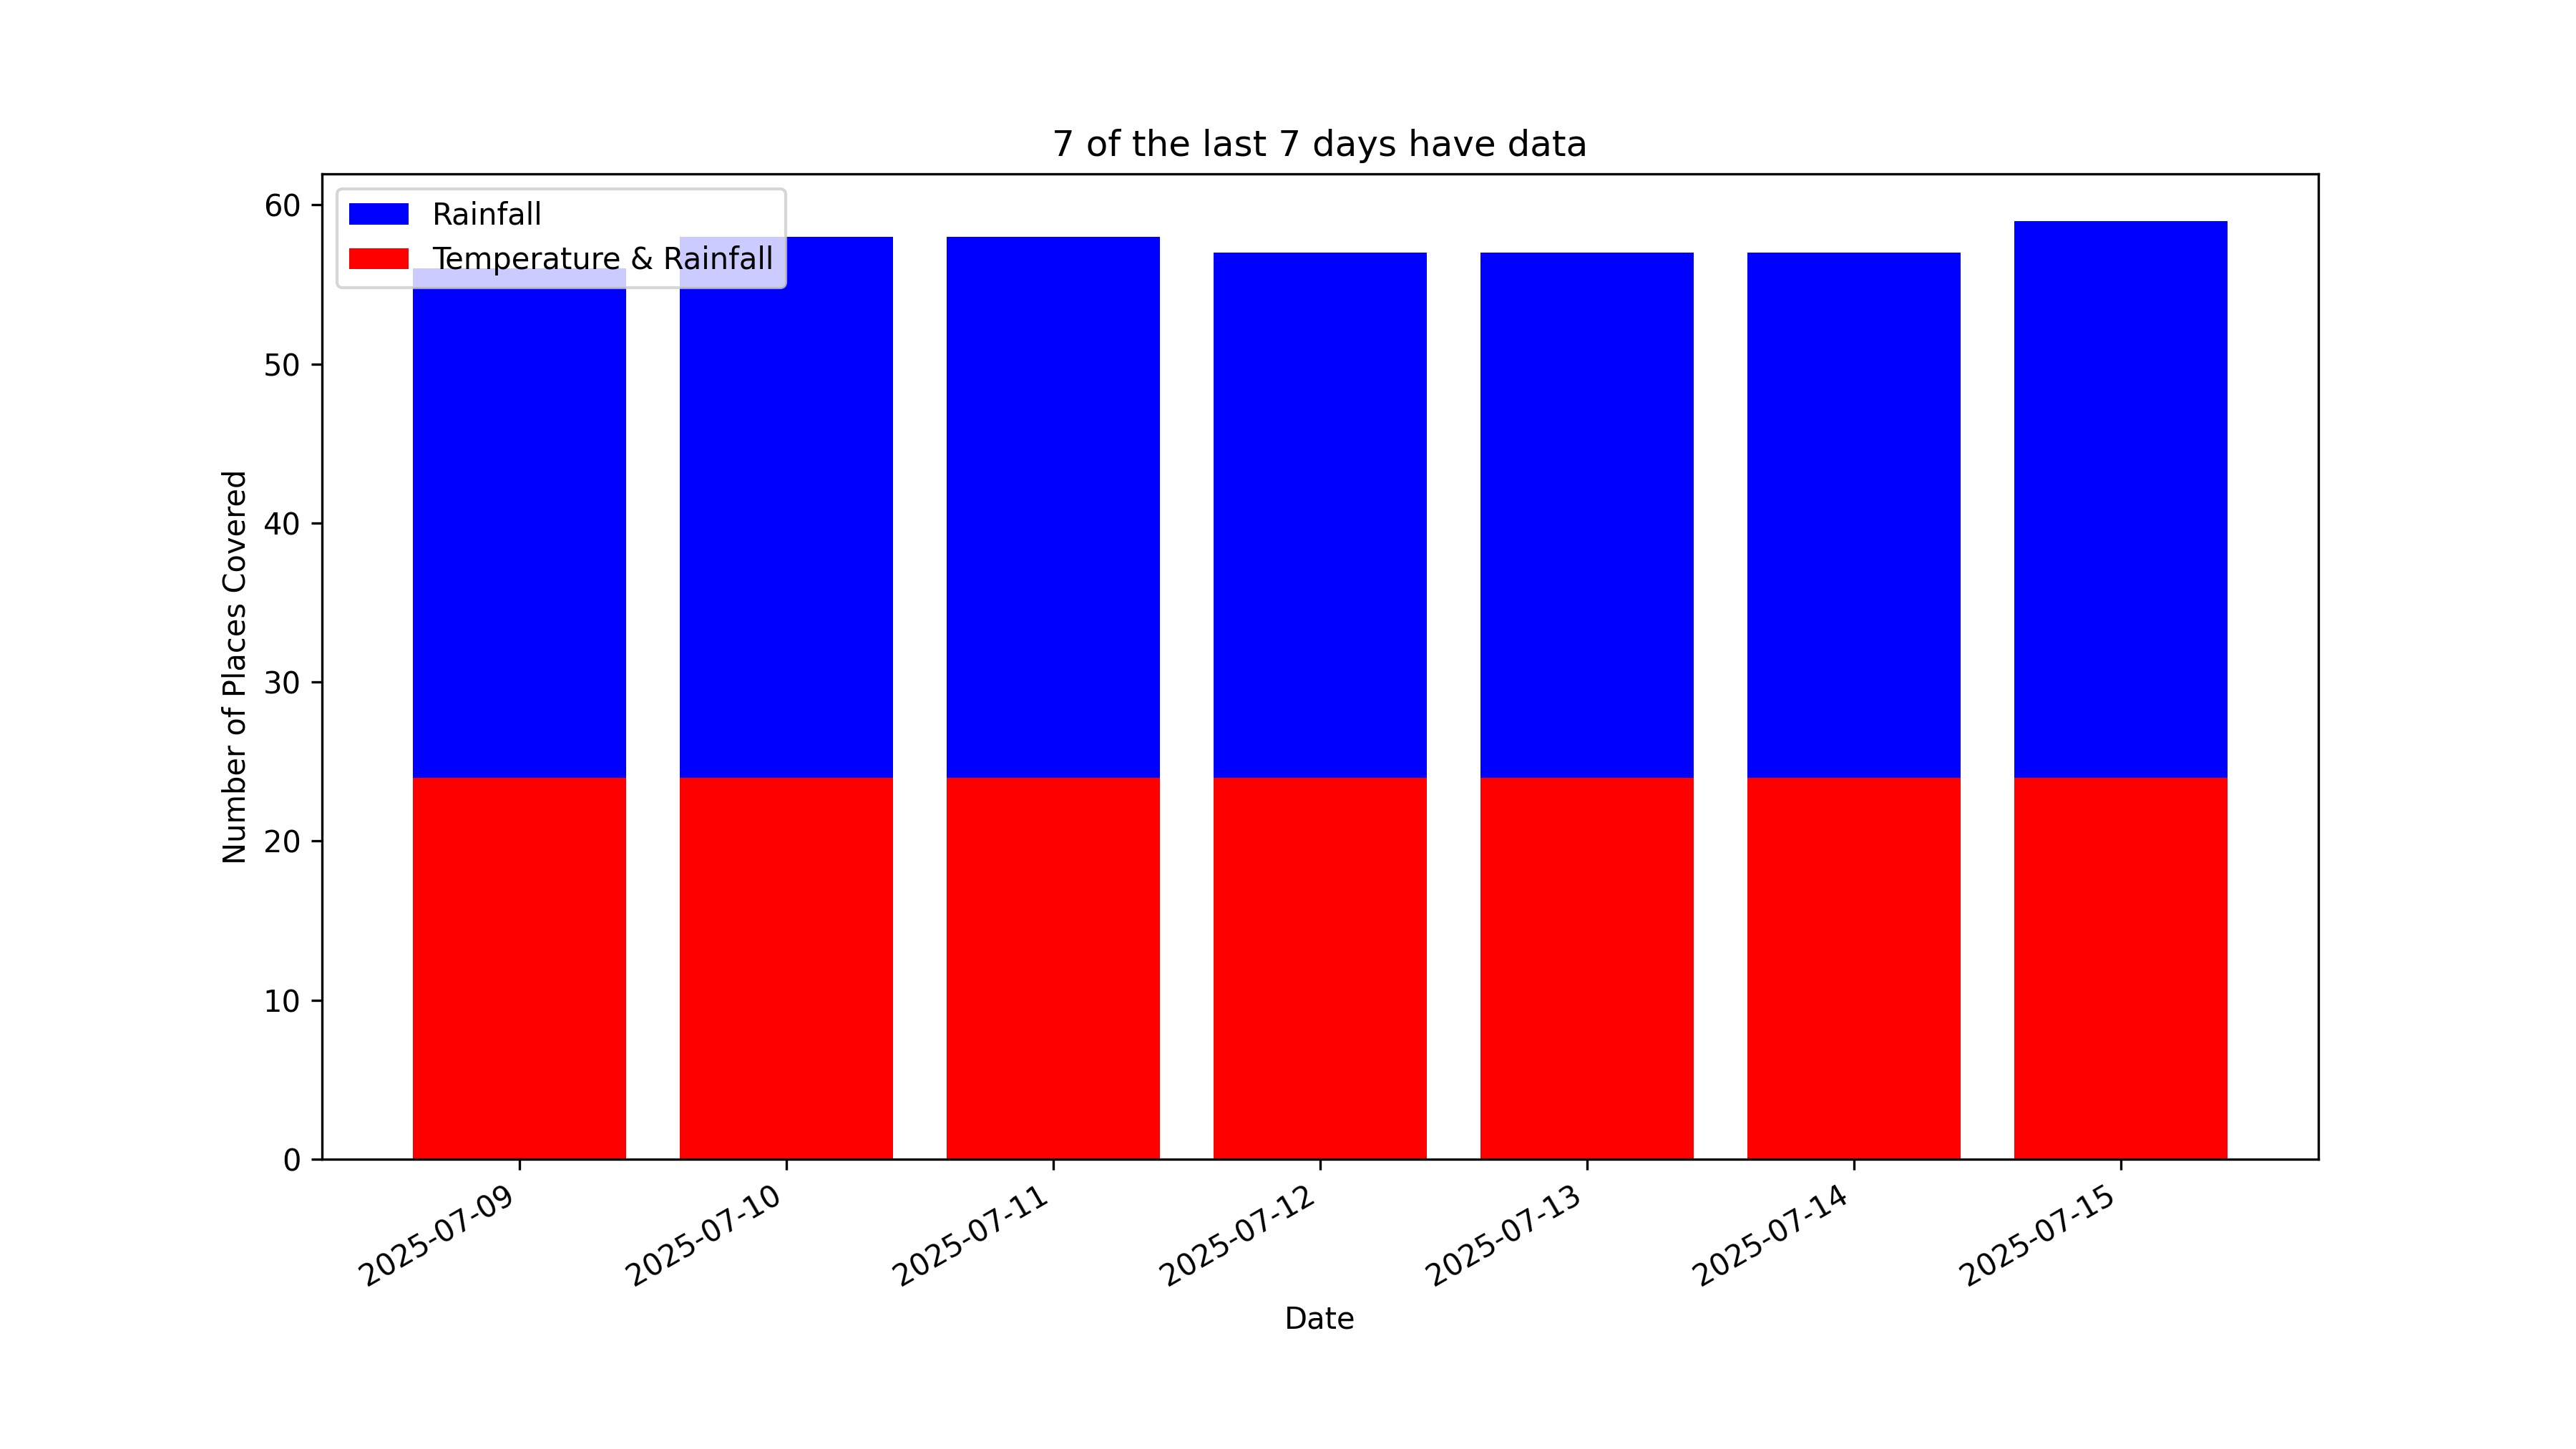 7 of the last 7 days have data
Rainfall
Temperature & Rainfall
Number of Places Covered
60
50
40
30
20
10
0
2025-07-09
2025-07-10
2025-07-11
2025-07-12
2025-07-13
2025-07-14
2025-07-15
Date